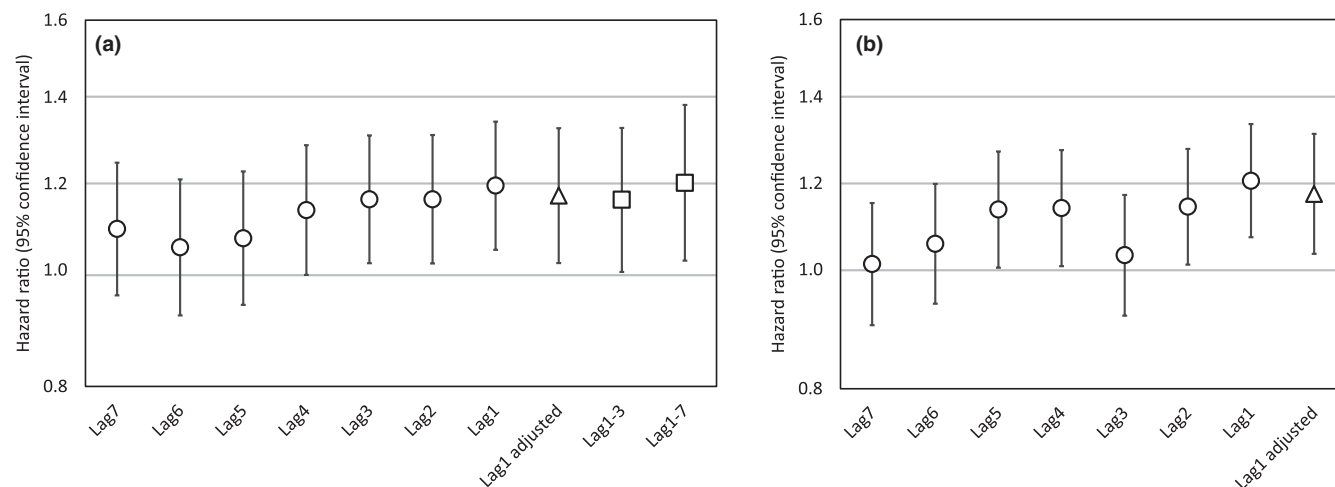 (a)
Hazard ratio (95% confidence interval)
1.6
1.4
1.2
1.0
0.8
Lag7
Lag6
Lag5
Lag4
Lag3
Lag2
Lag1
Lag1 adjusted
Lag1-3
Lag1-7
(b)
Hazard ratio (95% confidence interval)
1.6
1.4
1.2
1.0
0.8
Lag7
Lag6
Lag5
Lag4
Lag3
Lag2
Lag1
Lag1 adjusted